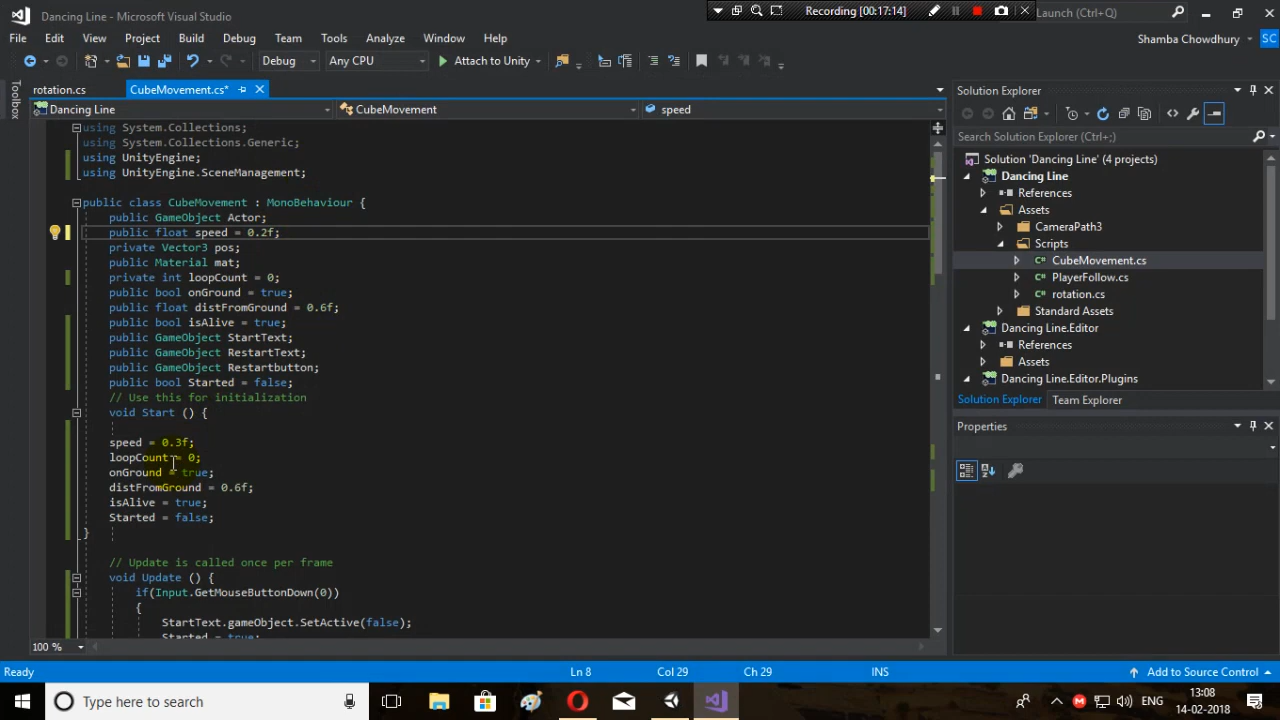 Dancing Line - Microsoft Visual Studio
Recording [00:17:14]
Launch (Ctrl+Q)
File Edit View Project Build Debug Team Tools Analyze Window Help
Shamba Chowdhury SC
Debug Any CPU Attach to Unity
Toolbox
rotation.cs CubeMovement.cs*
Dancing Line CubeMovement speed
using System.Collections;
using System.Collections.Generic;
using UnityEngine;
using UnityEngine.SceneManagement;
public class CubeMovement : MonoBehaviour {
public GameObject Actor;
public float speed = 0.2f;
private Vector3 pos;
public Material mat;
private int loopCount = 0;
public bool onGround = true;
public float distFromGround = 0.6f;
public bool isAlive = true;
public GameObject StartText;
public GameObject RestartText;
public GameObject Restartbutton;
public bool Started = false;
// Use this for initialization
void Start () {
speed = 0.3f;
loopCount = 0;
onGround = true;
distFromGround = 0.6f;
isAlive = true;
Started = false;
}
// Update is called once per frame
void Update () {
if(Input.GetMouseButtonDown(0))
{
StartText.gameObject.SetActive(false);
Started = true;
100 %
Solution Explorer
Search Solution Explorer (Ctrl+;)
Solution 'Dancing Line' (4 projects)
Dancing Line
References
Assets
CameraPath3
Scripts
C# CubeMovement.cs
C# PlayerFollow.cs
C# rotation.cs
Standard Assets
Dancing Line.Editor
References
Assets
Dancing Line.Editor.Plugins
Solution Explorer Team Explorer
Properties
Ready Ln 8 Col 29 Ch 29 INS Add to Source Control
Type here to search
ENG
13:08
14-02-2018